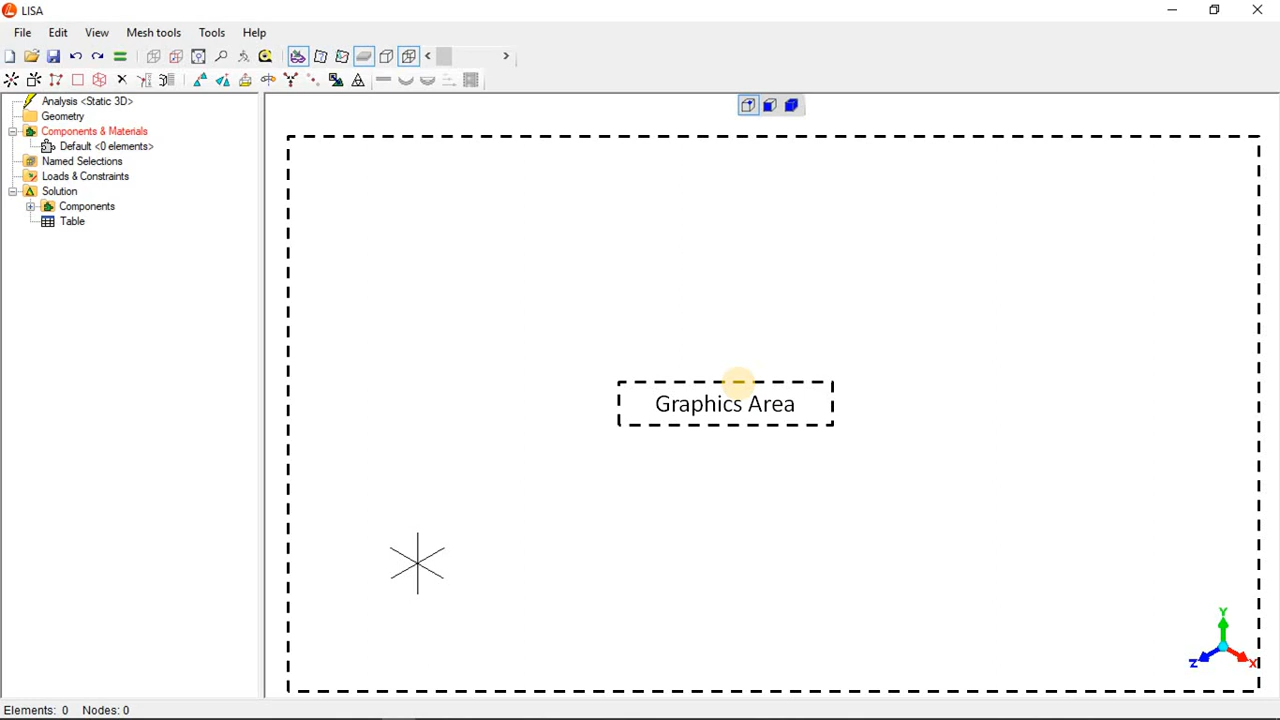 LISA
File Edit View Mesh tools Tools Help
Analysis <Static 3D>
Geometry
Components & Materials
Default <0 elements>
Named Selections
Loads & Constraints
Solution
Components
Table
Graphics Area
Y
Z X
Elements: 0 Nodes: 0